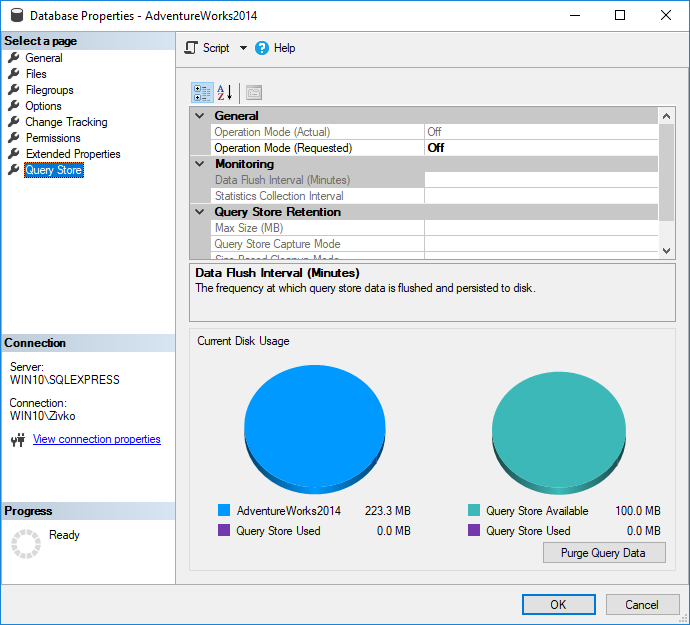 Database Properties - AdventureWorks2014
Select a page
General
Files
Filegroups
Options
Change Tracking
Permissions
Extended Properties
Query Store
Connection
Server:
WIN10\SQLEXPRESS
Connection:
WIN10\Zivko
View connection properties
Progress
Ready
Script
Help
General
Operation Mode (Actual) Off
Operation Mode (Requested) Off
Monitoring
Data Flush Interval (Minutes)
Statistics Collection Interval
Query Store Retention
Max Size (MB)
Query Store Capture Mode
Size Based Cleanup Mode
Data Flush Interval (Minutes)
The frequency at which query store data is flushed and persisted to disk.
Current Disk Usage
AdventureWorks2014 223.3 MB
Query Store Used 0.0 MB
Query Store Available 100.0 MB
Query Store Used 0.0 MB
Purge Query Data
OK
Cancel